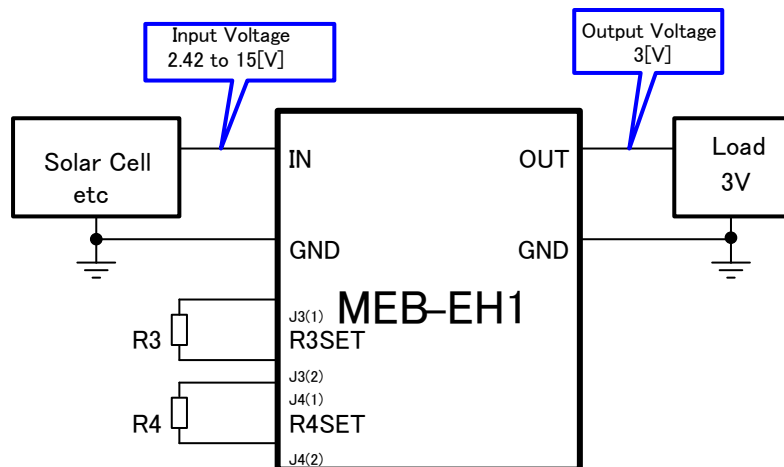 Input Voltage
2.42 to 15[V]
Output Voltage
3[V]
Solar Cell
etc
IN
OUT
Load
3V
GND
GND
MEB-EH1
J3(1)
R3
R3SET
J3(2)
J4(1)
R4
R4SET
J4(2)